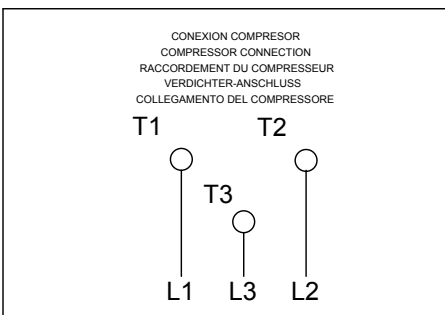 CONEXION COMPRESOR
COMPRESSOR CONNECTION
RACCORDEMENT DU COMPRESSEUR
VERDICHTER-ANSCHLUSS
COLLEGAMENTO DEL COMPRESSORE
T1 T2
T3
L1 L3 L2